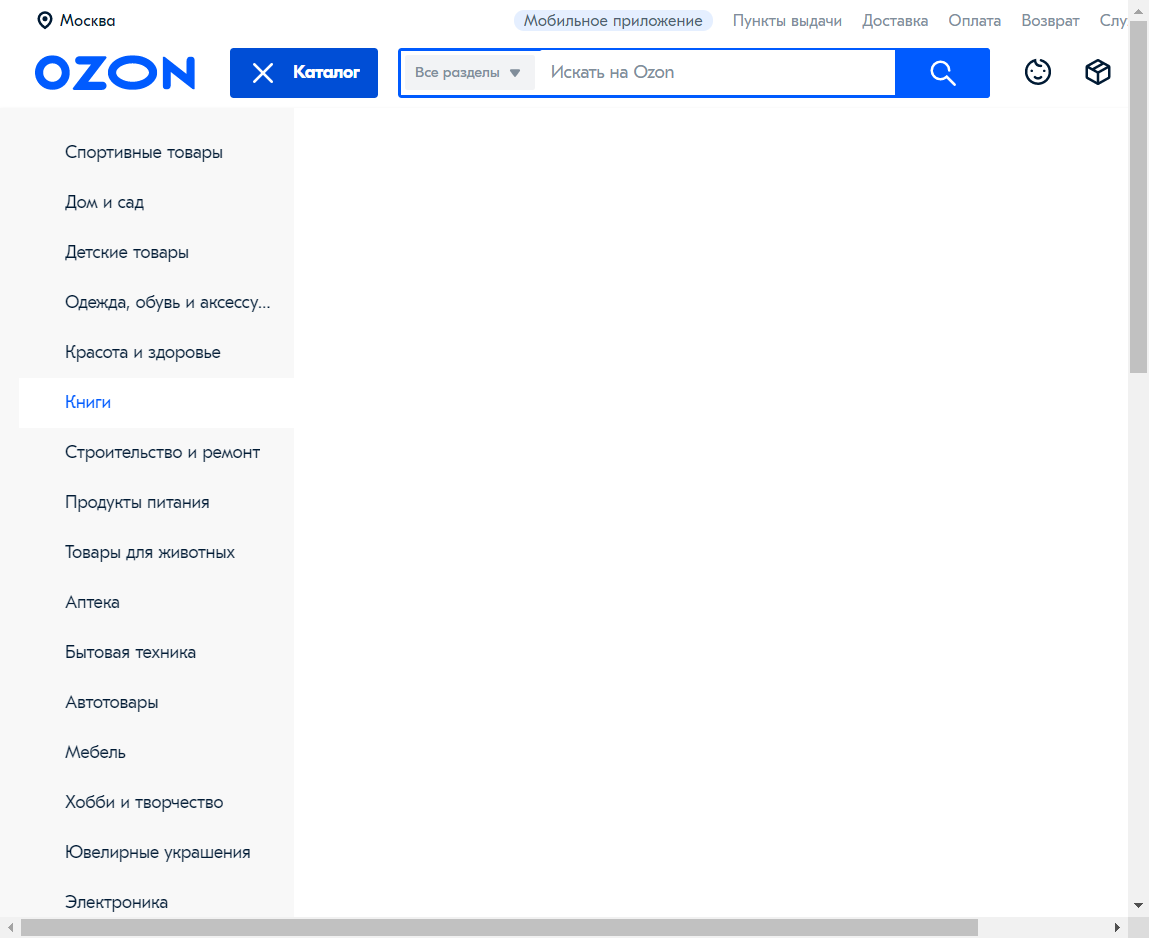 Москва
Мобильное приложение Пункты выдачи Доставка Оплата Возврат Слу
OZON Каталог Все разделы Искать на Ozon
Спортивные товары
Дом и сад
Детские товары
Одежда, обувь и аксессу...
Красота и здоровье
Книги
Строительство и ремонт
Продукты питания
Товары для животных
Аптека
Бытовая техника
Автотовары
Мебель
Хобби и творчество
Ювелирные украшения
Электроника